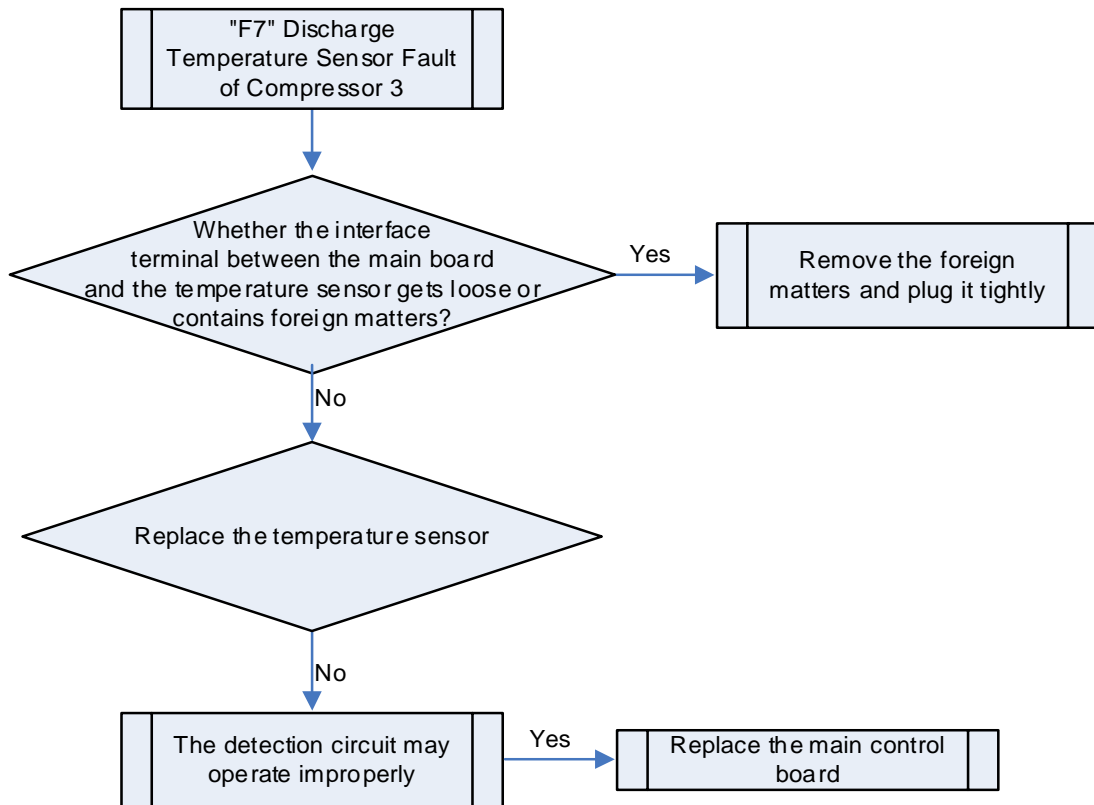 "F7" Discharge
Temperature Sensor Fault
of Compressor 3
Whether the interface
terminal between the main board
and the temperature sensor gets loose or
contains foreign matters?
Yes
Remove the foreign
matters and plug it tightly
No
Replace the temperature sensor
No
The detection circuit may
operate improperly
Yes
Replace the main control
board